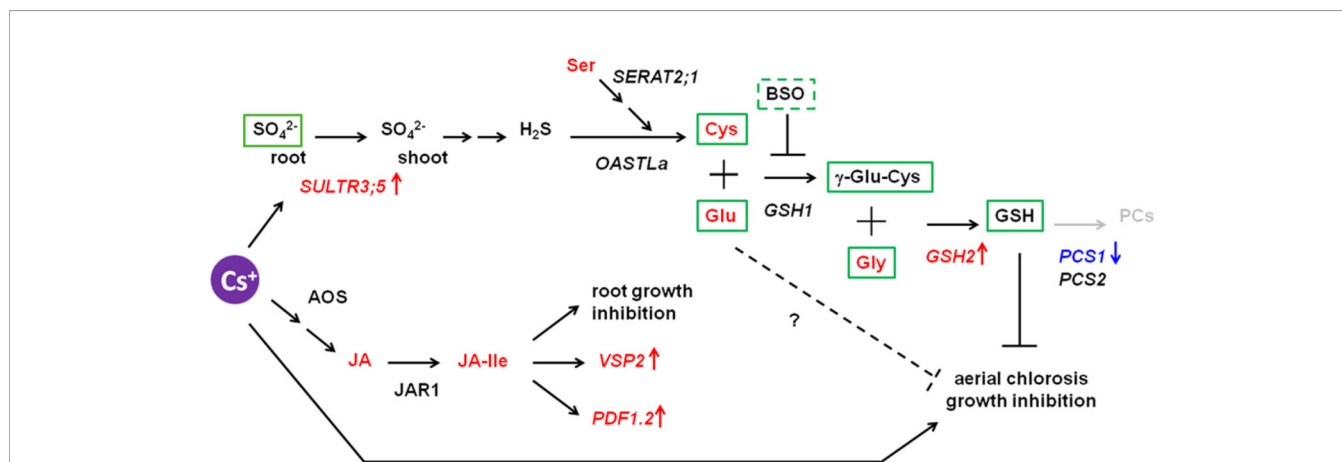 Ser
SERAT2;1
BSO
SO₄²⁻
root
SO₄²⁻
shoot
H₂S
OASTLa
Cys
+
Glu
GSH1
γ-Glu-Cys
+
Gly
GSH2↑
GSH
PCs
PCS1↓
PCS2
SULTR3;5↑
Cs⁺
AOS
JA
JAR1
JA-Ile
root growth
inhibition
VSP2↑
PDF1.2↑
?
aerial chlorosis
growth inhibition